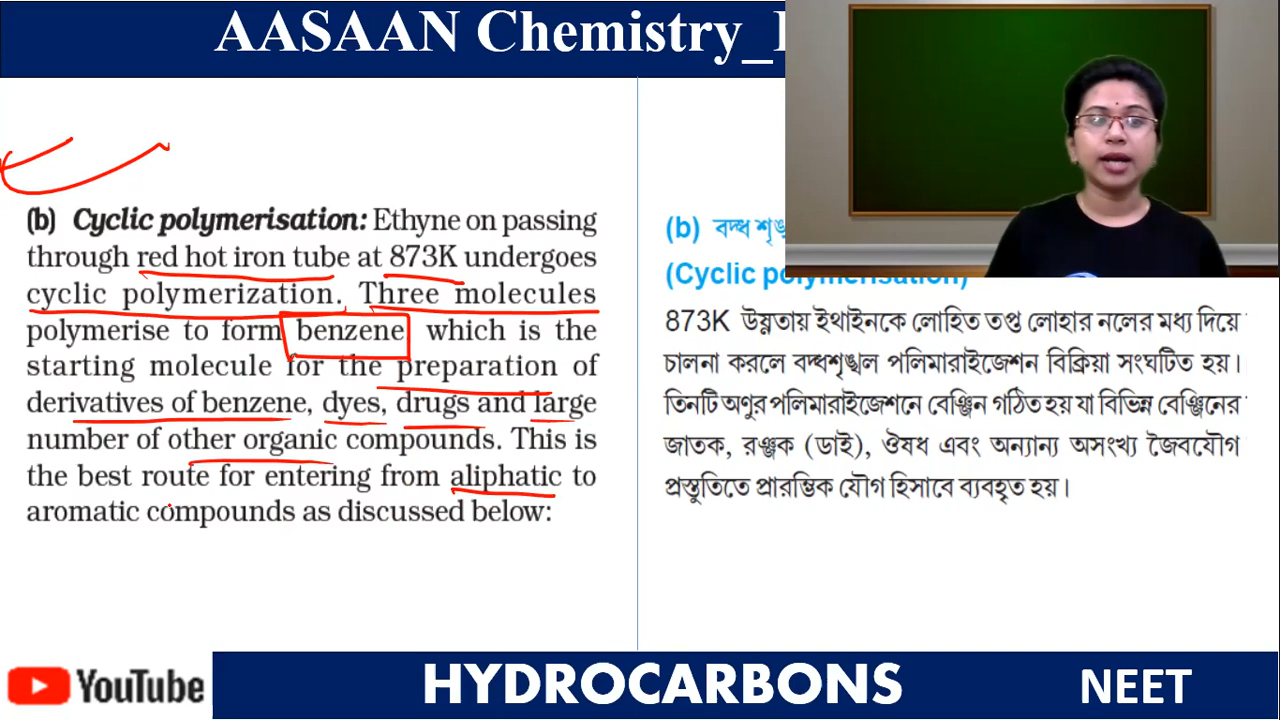 AASAAN Chemistry_
(b) Cyclic polymerisation: Ethyne on passing
through red hot iron tube at 873K undergoes
cyclic polymerization. Three molecules
polymerise to form benzene which is the
starting molecule for the preparation of
derivatives of benzene, dyes, drugs and large
number of other organic compounds. This is
the best route for entering from aliphatic to
aromatic compounds as discussed below:
(b) বদ্ধ
(Cyclic polymerisation)
873K উষ্ণতায় ইথাইনকে লোহিত তপ্ত লোহার নলের মধ্য দিয়ে
চালনা করলে বদ্ধশৃঙ্খল পলিমারাইজেশন বিক্রিয়া সংঘটিত হয়।
তিনটি অণুর পলিমারাইজেশনে বেঞ্জিন গঠিত হয় যা বিভিন্ন বেঞ্জিনের
জাতক, রঞ্জক (ডাই), ঔষধ এবং অন্যান্য অসংখ্য জৈবযৌগ
প্রস্তুতিতে প্রারম্ভিক যৌগ হিসাবে ব্যবহৃত হয়।
YouTube
HYDROCARBONS
NEET